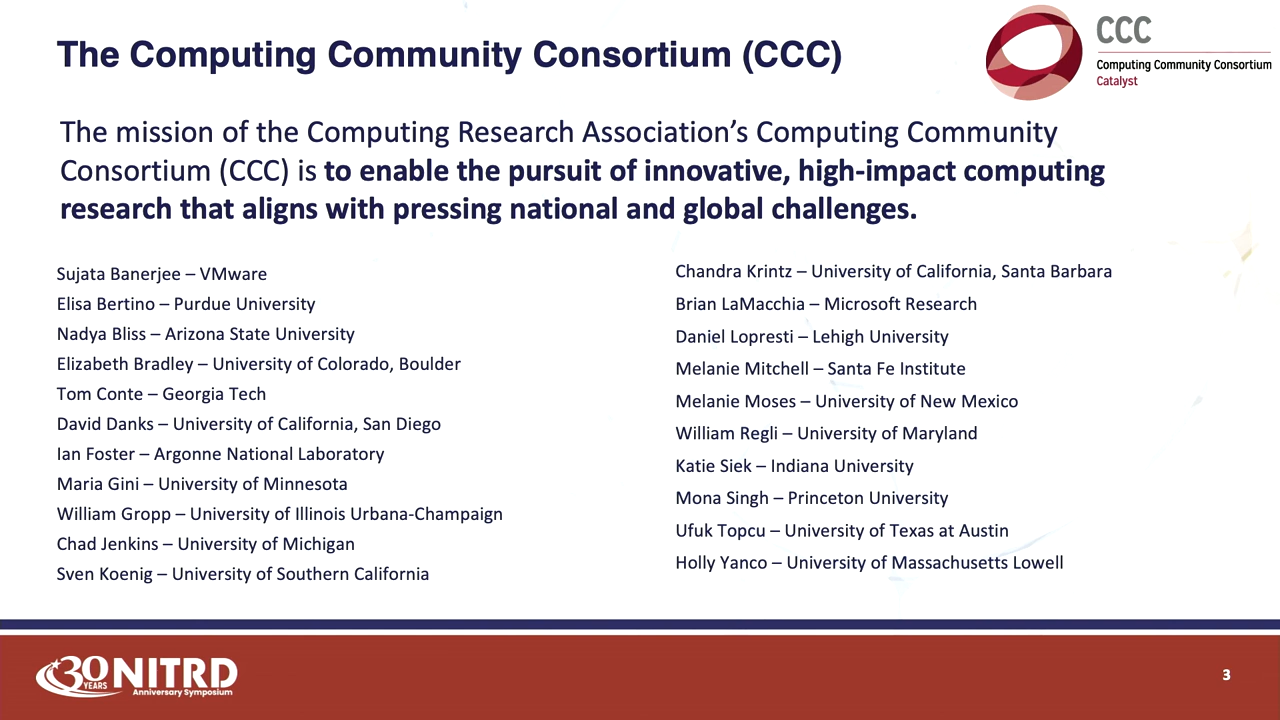 The Computing Community Consortium (CCC)
CCC
Computing Community Consortium
Catalyst
The mission of the Computing Research Association’s Computing Community
Consortium (CCC) is to enable the pursuit of innovative, high-impact computing
research that aligns with pressing national and global challenges.
Sujata Banerjee – VMware
Elisa Bertino – Purdue University
Nadya Bliss – Arizona State University
Elizabeth Bradley – University of Colorado, Boulder
Tom Conte – Georgia Tech
David Danks – University of California, San Diego
Ian Foster – Argonne National Laboratory
Maria Gini – University of Minnesota
William Gropp – University of Illinois Urbana-Champaign
Chad Jenkins – University of Michigan
Sven Koenig – University of Southern California
Chandra Krintz – University of California, Santa Barbara
Brian LaMacchia – Microsoft Research
Daniel Lopresti – Lehigh University
Melanie Mitchell – Santa Fe Institute
Melanie Moses – University of New Mexico
William Regli – University of Maryland
Katie Siek – Indiana University
Mona Singh – Princeton University
Ufuk Topcu – University of Texas at Austin
Holly Yanco – University of Massachusetts Lowell
30 YEARS NITRD
Anniversary Symposium
3